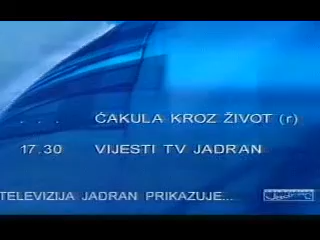 . . . ČAKULA KROZ ŽIVOT (r)
17.30 VIJESTI TV JADRAN
TELEVIZIJA JADRAN PRIKAZUJE...